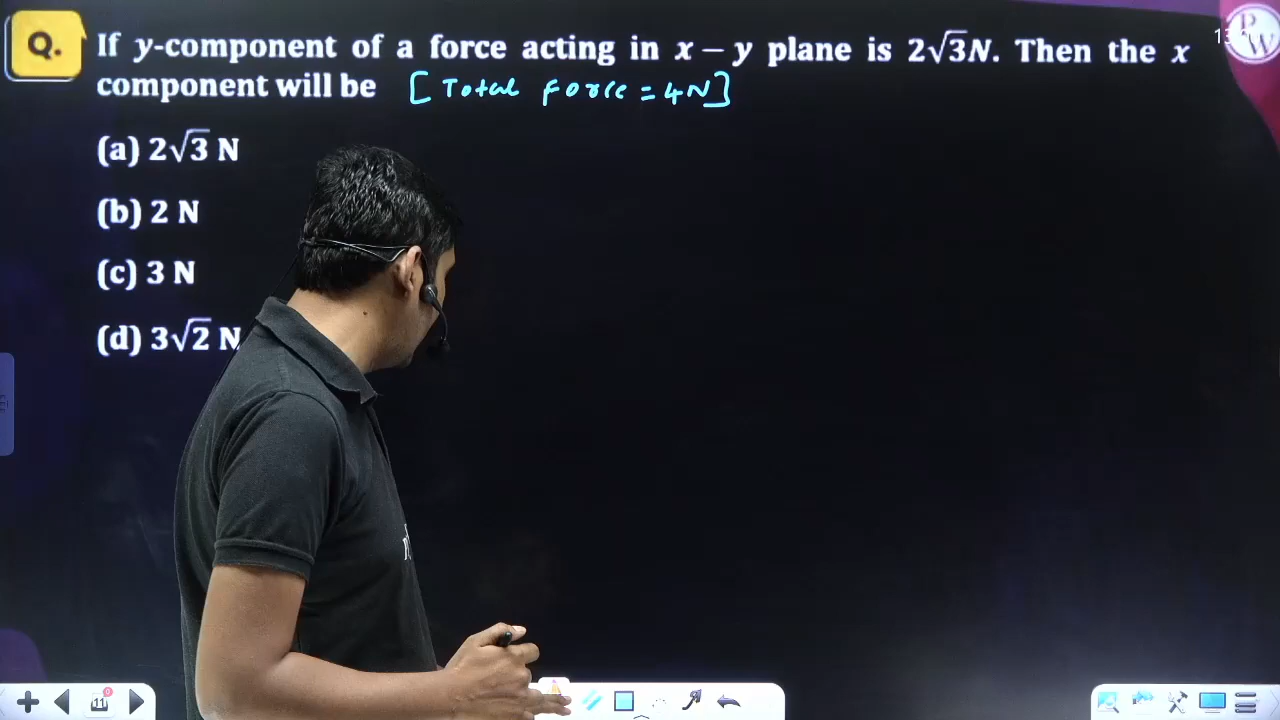 Q.
If y-component of a force acting in x – y plane is 2√3N. Then the x
component will be [Total force = 4N]
(a) 2√3 N
(b) 2 N
(c) 3 N
(d) 3√2 N
P
W
11